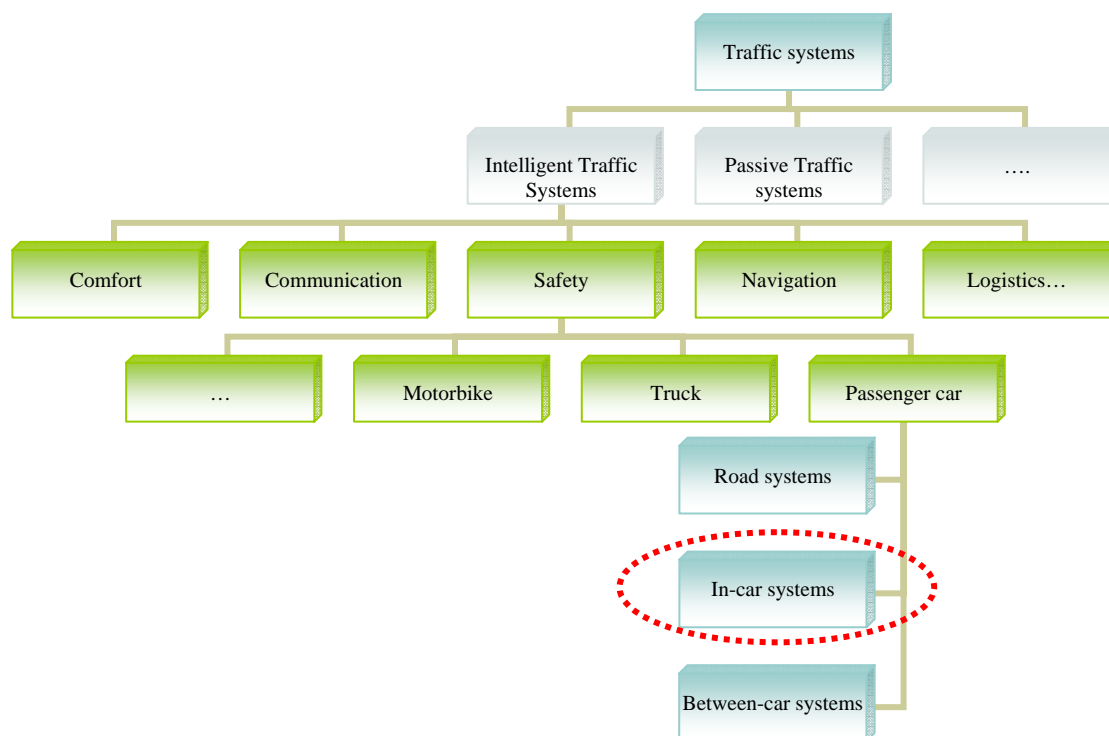 Traffic systems
Intelligent Traffic
Systems
Passive Traffic
systems
….
Comfort
Communication
Safety
Navigation
Logistics…
…
Motorbike
Truck
Passenger car
Road systems
In-car systems
Between-car systems